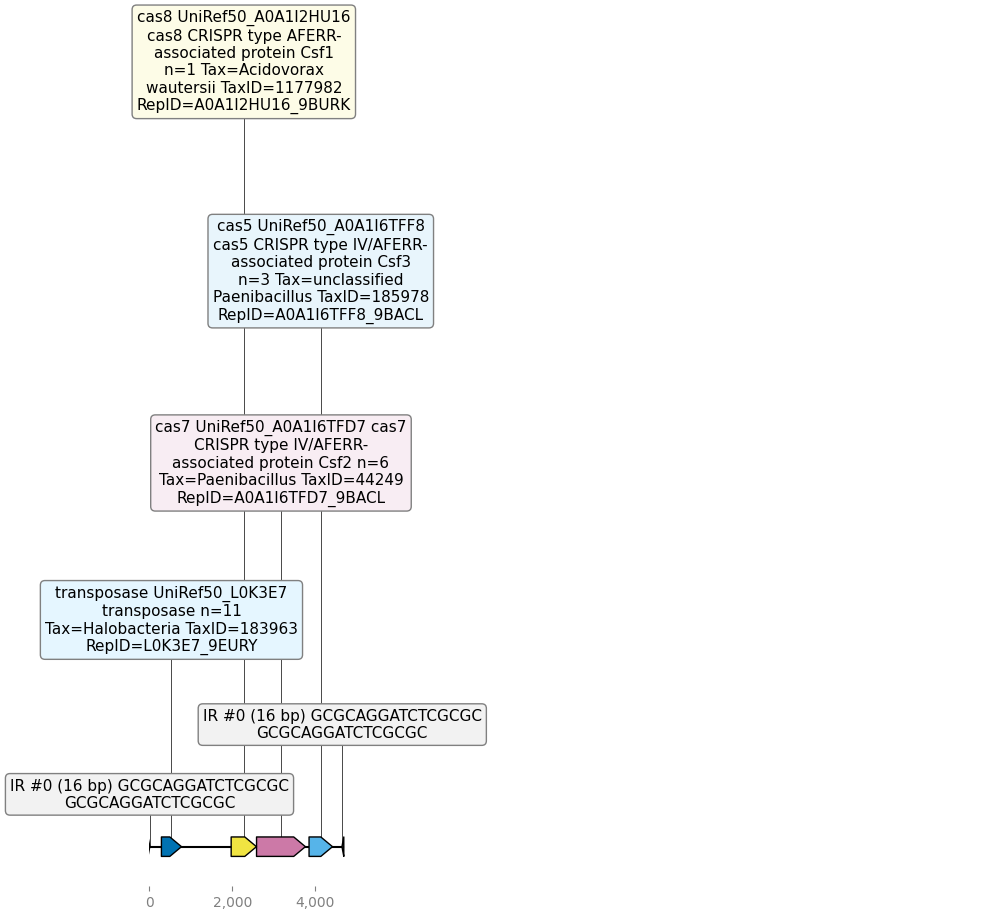 cas8 UniRef50_A0A1I2HU16
cas8 CRISPR type AFERR-
associated protein Csf1
n=1 Tax=Acidovorax
wautersii TaxID=1177982
RepID=A0A1I2HU16_9BURK
cas5 UniRef50_A0A1I6TFF8
cas5 CRISPR type IV/AFERR-
associated protein Csf3
n=3 Tax=unclassified
Paenibacillus TaxID=185978
RepID=A0A1I6TFF8_9BACL
cas7 UniRef50_A0A1I6TFD7 cas7
CRISPR type IV/AFERR-
associated protein Csf2 n=6
Tax=Paenibacillus TaxID=44249
RepID=A0A1I6TFD7_9BACL
transposase UniRef50_L0K3E7
transposase n=11
Tax=Halobacteria TaxID=183963
RepID=L0K3E7_9EURY
IR #0 (16 bp) GCGCAGGATCTCGCGC
GCGCAGGATCTCGCGC
IR #0 (16 bp) GCGCAGGATCTCGCGC
GCGCAGGATCTCGCGC
0 2,000 4,000